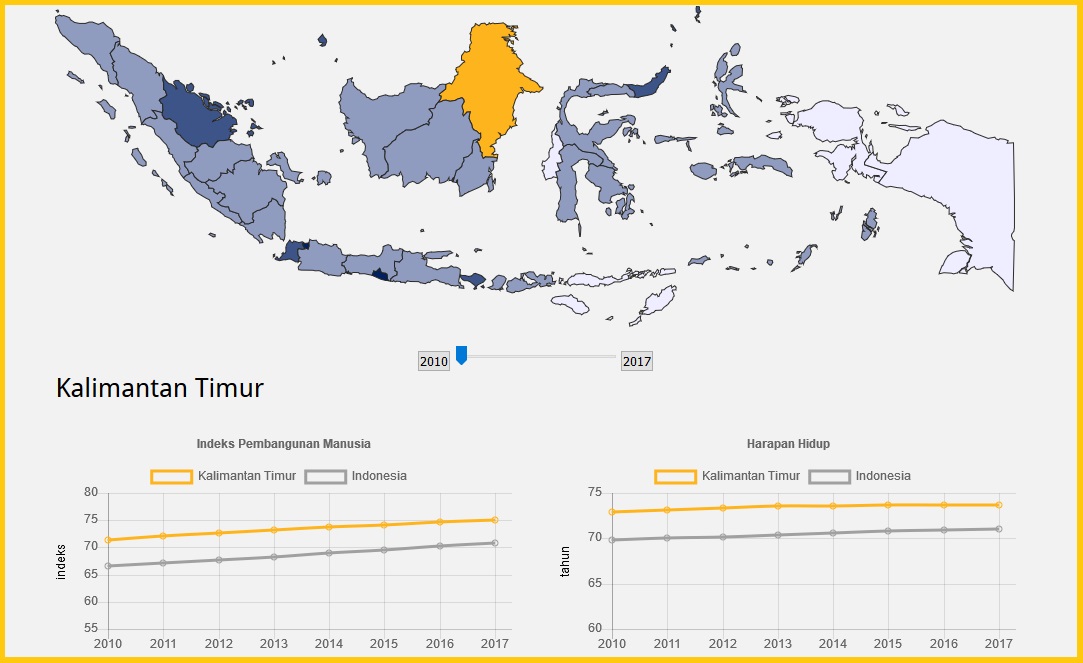 2010 2017
Kalimantan Timur
Indeks Pembangunan Manusia
Kalimantan Timur Indonesia
80
75
70
65
60
55
indeks
2010 2011 2012 2013 2014 2015 2016 2017
Harapan Hidup
Kalimantan Timur Indonesia
75
70
65
60
tahun
2010 2011 2012 2013 2014 2015 2016 2017